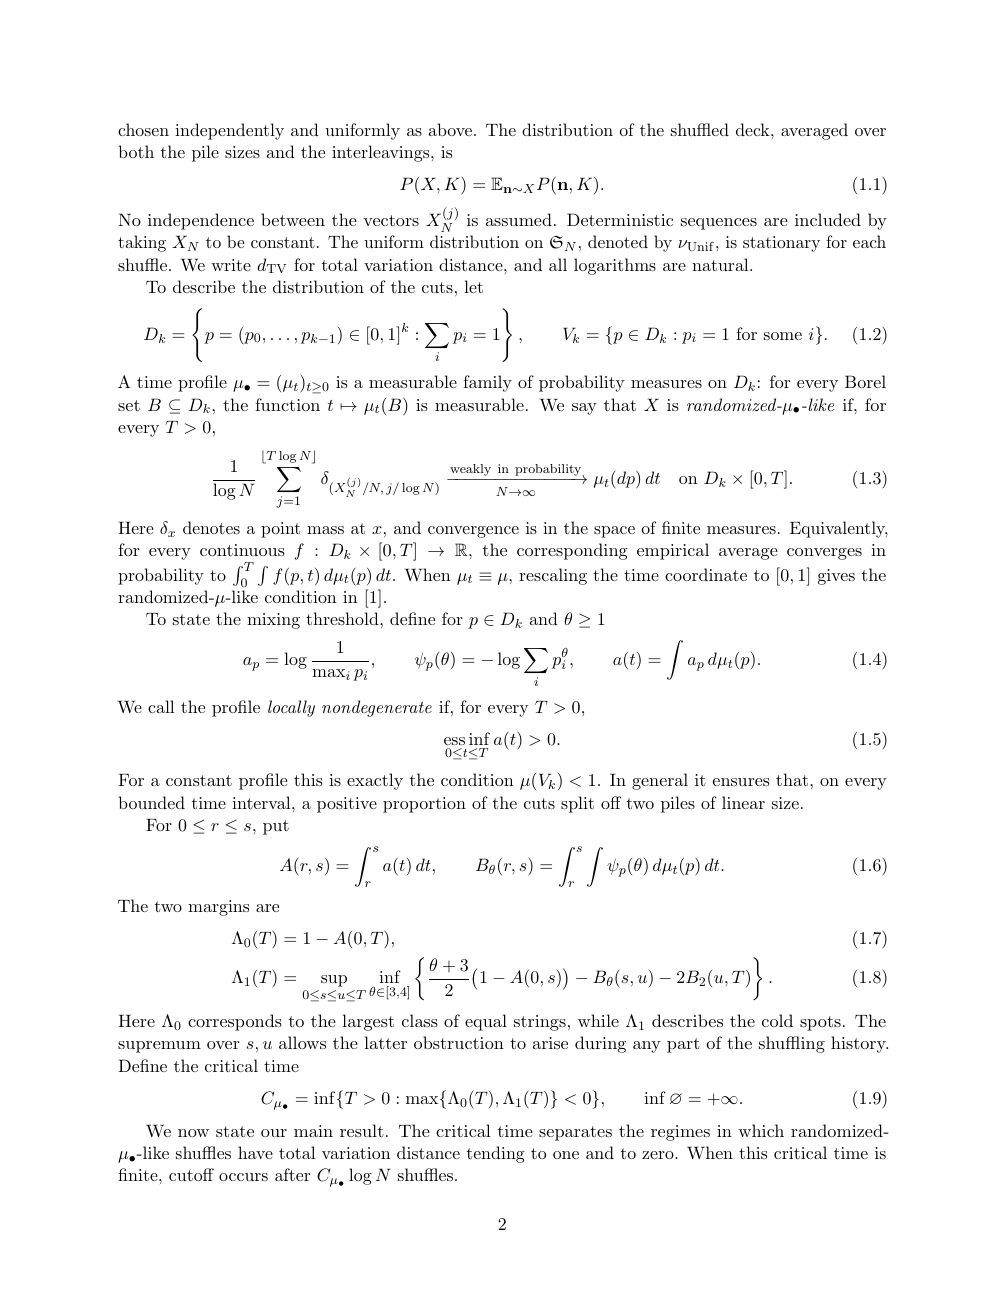 chosen independently and uniformly as above. The distribution of the shuffled deck, averaged over
both the pile sizes and the interleavings, is
P(X, K) = 𝔼_{n∼X} P(n, K). (1.1)
No independence between the vectors X_N^{(j)} is assumed. Deterministic sequences are included by
taking X_N to be constant. The uniform distribution on 𝔖_N, denoted by ν_Unif, is stationary for each
shuffle. We write d_TV for total variation distance, and all logarithms are natural.
To describe the distribution of the cuts, let
D_k = { p = (p_0, . . . , p_{k−1}) ∈ [0, 1]^k : ∑_i p_i = 1 }, V_k = {p ∈ D_k : p_i = 1 for some i}. (1.2)
A time profile μ_• = (μ_t)_{t≥0} is a measurable family of probability measures on D_k: for every Borel
set B ⊆ D_k, the function t ↦ μ_t(B) is measurable. We say that X is randomized-μ_•-like if, for
every T > 0,
1/log N ∑_{j=1}^{⌊T log N⌋} δ_{(X_N^{(j)}/N, j/ log N)} →[weakly in probability][N→∞] μ_t(dp) dt on D_k × [0, T]. (1.3)
Here δ_x denotes a point mass at x, and convergence is in the space of finite measures. Equivalently,
for every continuous f : D_k × [0, T] → ℝ, the corresponding empirical average converges in
probability to ∫_0^T ∫ f(p, t) dμ_t(p) dt. When μ_t ≡ μ, rescaling the time coordinate to [0, 1] gives the
randomized-μ-like condition in [1].
To state the mixing threshold, define for p ∈ D_k and θ ≥ 1
a_p = log 1/(max_i p_i), ψ_p(θ) = − log ∑_i p_i^θ, a(t) = ∫ a_p dμ_t(p). (1.4)
We call the profile locally nondegenerate if, for every T > 0,
ess inf_{0≤t≤T} a(t) > 0. (1.5)
For a constant profile this is exactly the condition μ(V_k) < 1. In general it ensures that, on every
bounded time interval, a positive proportion of the cuts split off two piles of linear size.
For 0 ≤ r ≤ s, put
A(r, s) = ∫_r^s a(t) dt, B_θ(r, s) = ∫_r^s ∫ ψ_p(θ) dμ_t(p) dt. (1.6)
The two margins are
Λ_0(T) = 1 − A(0, T), (1.7)
Λ_1(T) = sup_{0≤s≤u≤T} inf_{θ∈[3,4]} { (θ + 3)/2 (1 − A(0, s)) − B_θ(s, u) − 2B_2(u, T) }. (1.8)
Here Λ_0 corresponds to the largest class of equal strings, while Λ_1 describes the cold spots. The
supremum over s, u allows the latter obstruction to arise during any part of the shuffling history.
Define the critical time
C_{μ_•} = inf{T > 0 : max{Λ_0(T), Λ_1(T)} < 0}, inf ∅ = +∞. (1.9)
We now state our main result. The critical time separates the regimes in which randomized-
μ_•-like shuffles have total variation distance tending to one and to zero. When this critical time is
finite, cutoff occurs after C_{μ_•} log N shuffles.
2